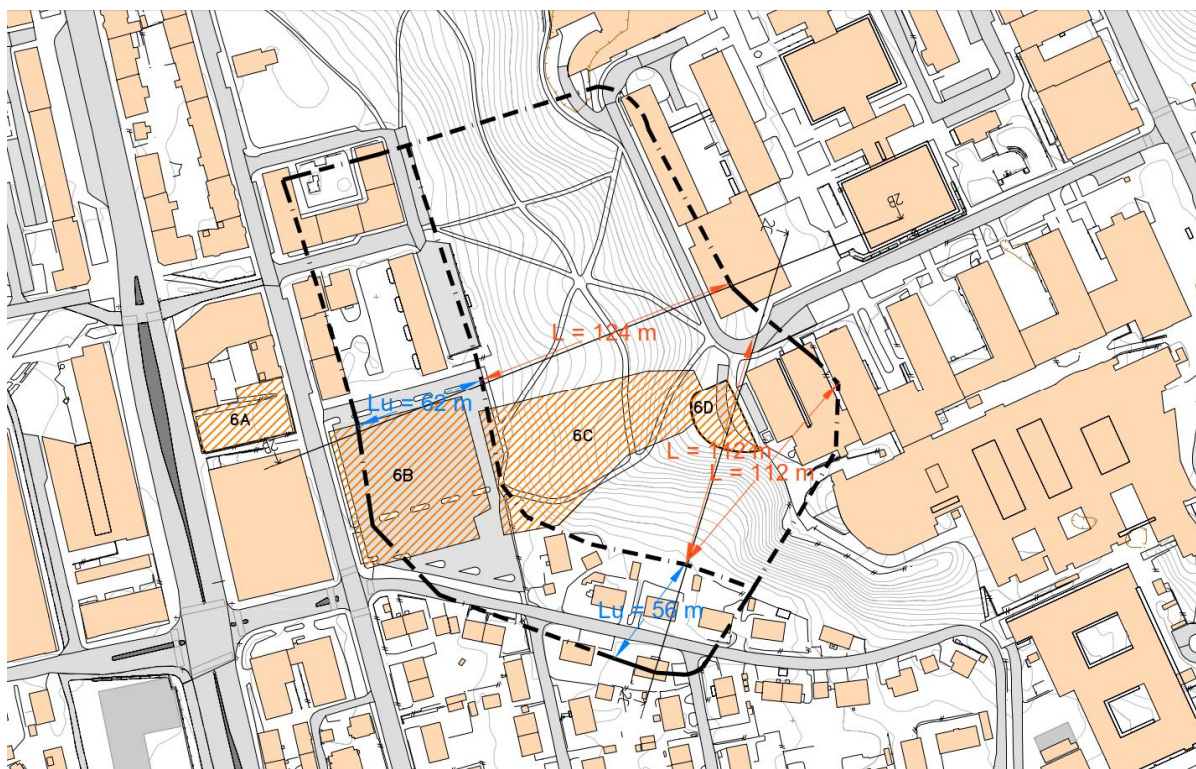 2B
L = 124 m
Lu = 62 m
6A
6B
6C
6D
L = 112 m
L = 112 m
Lu = 56 m